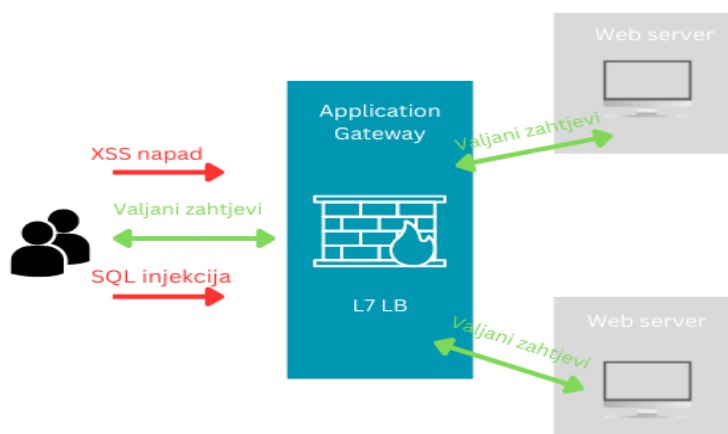 XSS napad
Valjani zahtjevi
SQL injekcija
Application
Gateway
L7 LB
Valjani zahtjevi
Web server
Valjani zahtjevi
Web server